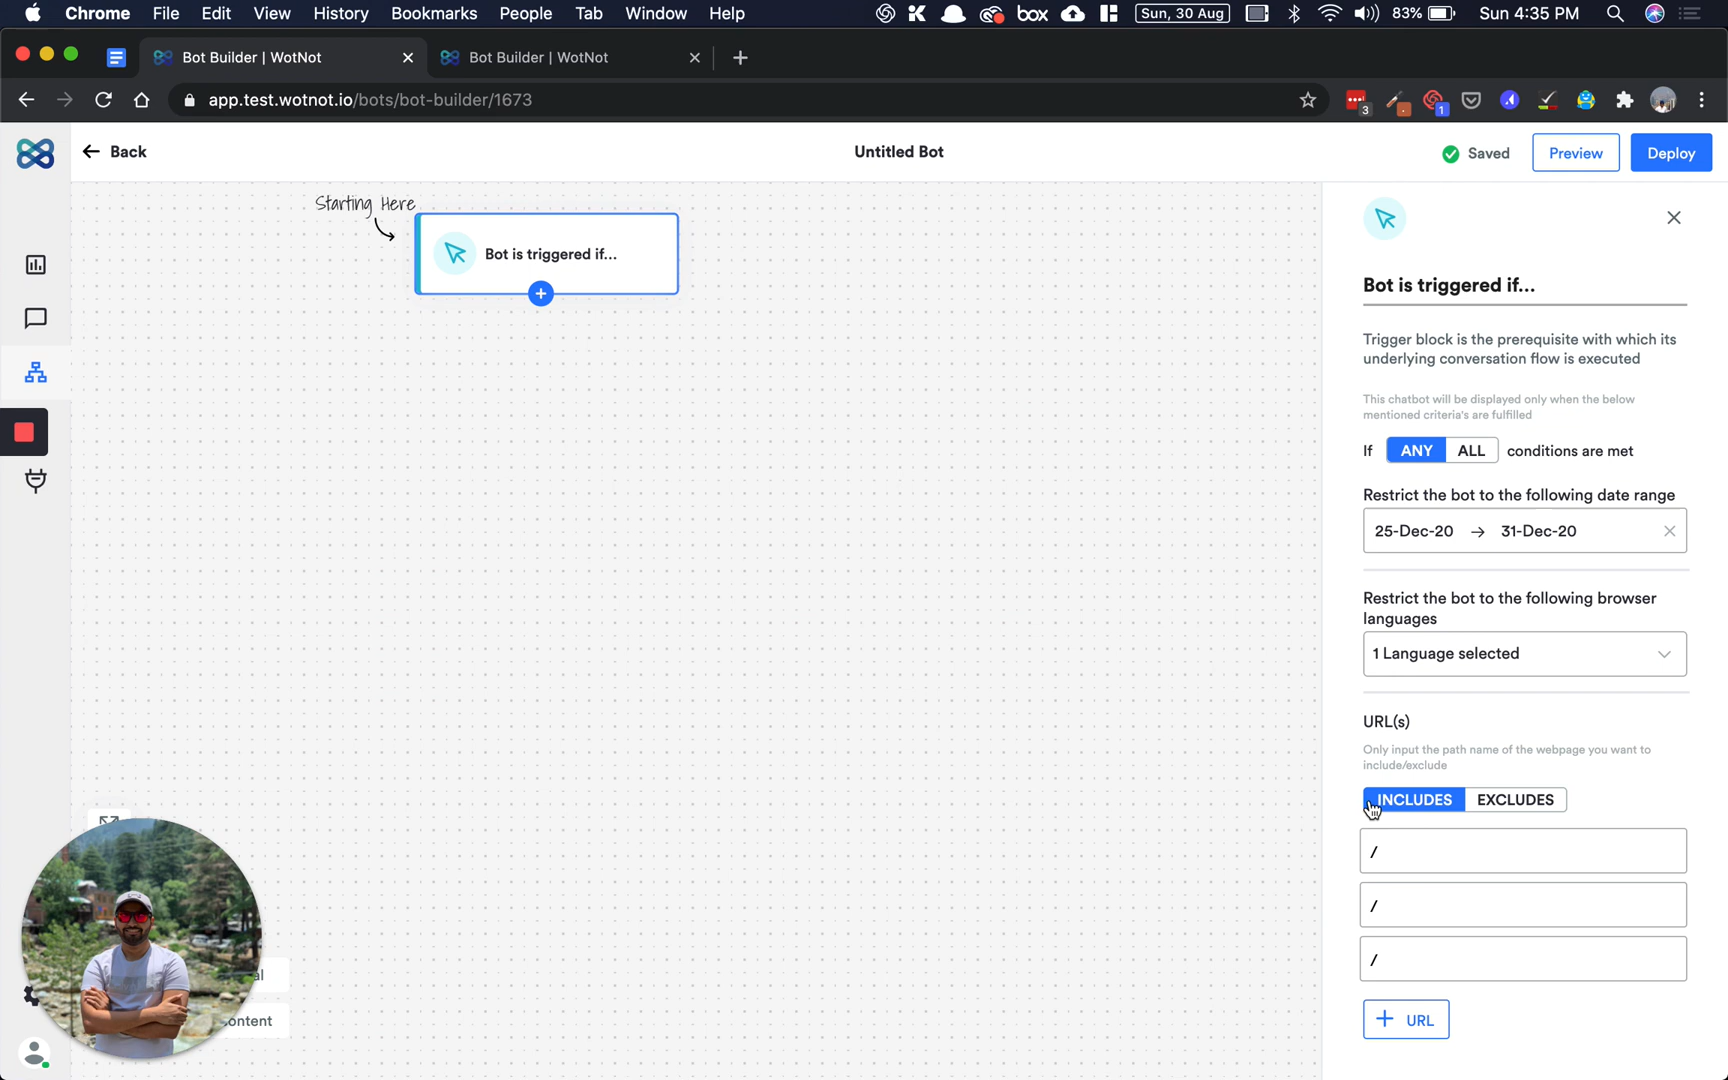 Chrome File Edit View History Bookmarks People Tab Window Help box Sun, 30 Aug 83% Sun 4:35 PM
Bot Builder | WotNot Bot Builder | WotNot
app.test.wotnot.io/bots/bot-builder/1673 3 1
Back Untitled Bot Saved Preview Deploy
Starting Here
Bot is triggered if...
Bot is triggered if...
Trigger block is the prerequisite with which its
underlying conversation flow is executed
This chatbot will be displayed only when the below
mentioned criteria's are fulfilled
If ANY ALL conditions are met
Restrict the bot to the following date range
25-Dec-20 → 31-Dec-20
Restrict the bot to the following browser
languages
1 Language selected
URL(s)
Only input the path name of the webpage you want to
include/exclude
INCLUDES EXCLUDES
/
/
/
+ URL